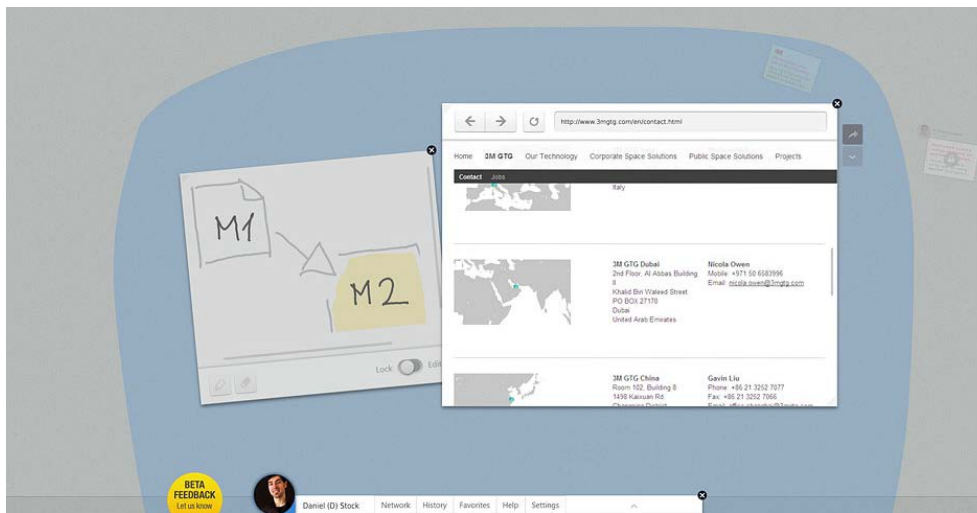 http://www.3mgtg.com/en/contact.html
Home 3M GTG Our Technology Corporate Space Solutions Public Space Solutions Projects
Contact Jobs
Italy
M1
M2
Lock Edit
3M GTG Dubai
2nd Floor, Al Abbas Building
II
Khalid Bin Waleed Street
PO BOX 27170
Dubai
United Arab Emirates
Nicola Owen
Mobile: +971 50 6583996
Email: nicola.owen@3mgtg.com
3M GTG China
Room 102, Building 8
1498 Kaixuan Rd
Changning District
Gavin Liu
Phone: +86 21 3252 7077
Fax: +86 21 3252 7066
BETA
FEEDBACK
Let us know
Daniel (D) Stock Network History Favorites Help Settings